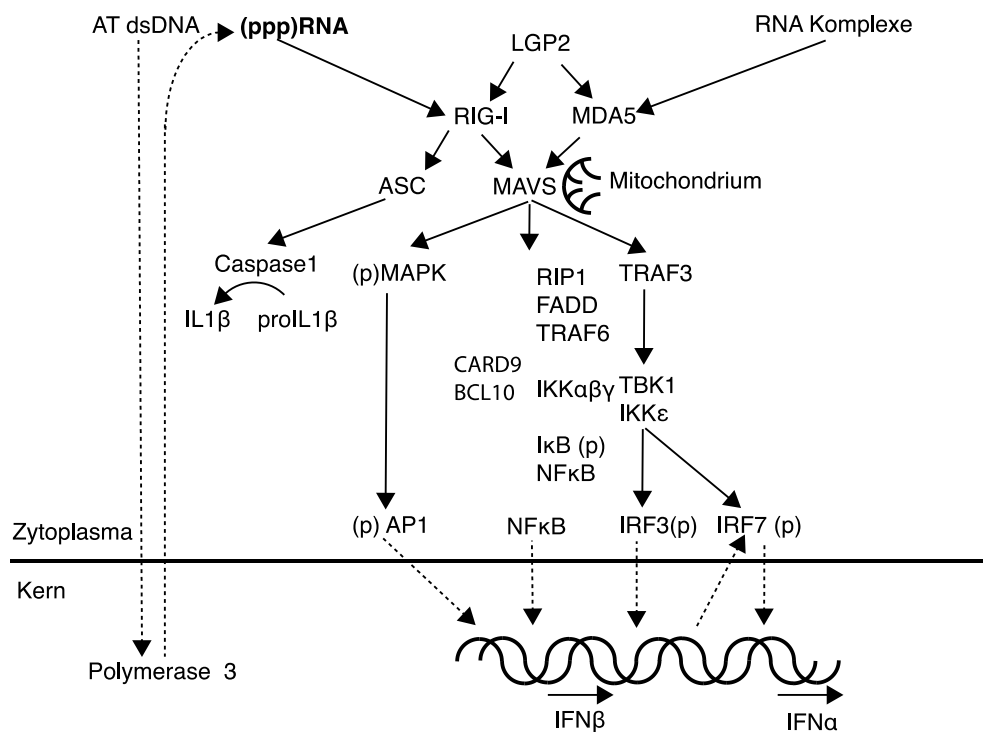 AT dsDNA
(ppp)RNA
LGP2
RNA Komplexe
RIG-I
MDA5
ASC
MAVS
Mitochondrium
Caspase1
(p)MAPK
RIP1
TRAF3
FADD
TRAF6
IL1β
proIL1β
CARD9
BCL10
IKKαβγ
TBK1
IKKε
IκB (p)
NFκB
Zytoplasma
(p) AP1
NFκB
IRF3(p)
IRF7 (p)
Kern
Polymerase 3
IFNβ
IFNα